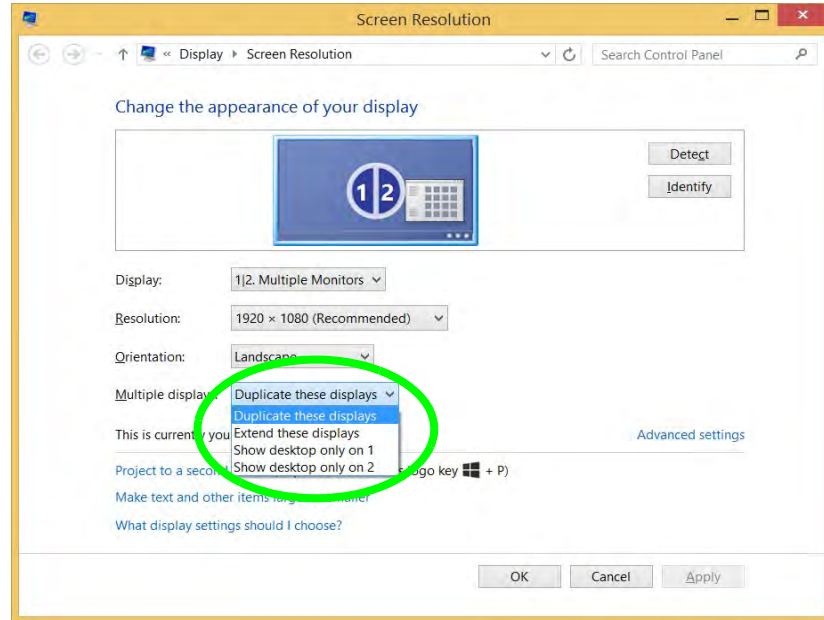 Screen Resolution
« Display Screen Resolution
Search Control Panel
Change the appearance of your display
1 2
Detect
Identify
Display: 1|2. Multiple Monitors
Resolution: 1920 × 1080 (Recommended)
Orientation: Landscape
Multiple displays: Duplicate these displays
Duplicate these displays
Extend these displays
Show desktop only on 1
Show desktop only on 2
This is currently you
Advanced settings
Project to a second logo key + P)
Make text and other items
What display settings should I choose?
OK Cancel Apply